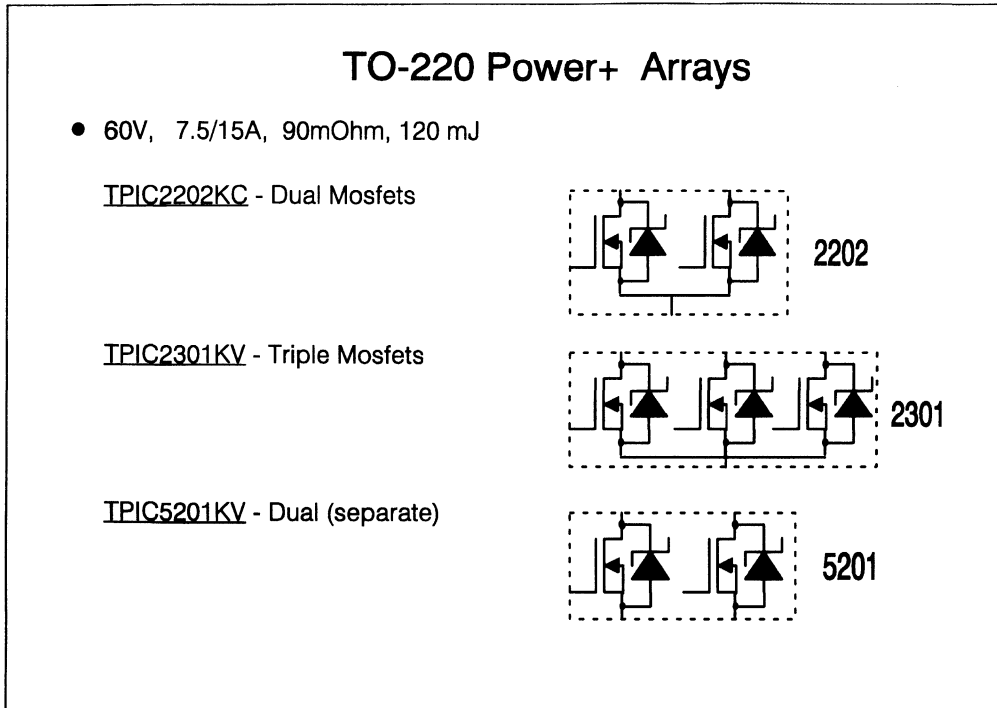 TO-220 Power+ Arrays
● 60V, 7.5/15A, 90mOhm, 120 mJ
TPIC2202KC - Dual Mosfets
2202
TPIC2301KV - Triple Mosfets
2301
TPIC5201KV - Dual (separate)
5201